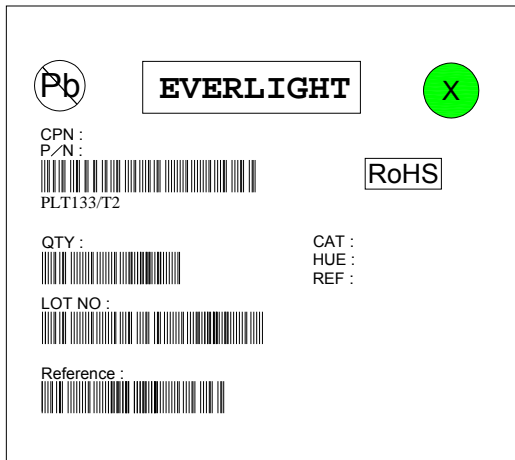 Pb
EVERLIGHT
X
CPN :
P/N :
RoHS
PLT133/T2
QTY :
CAT :
HUE :
REF :
LOT NO :
Reference :